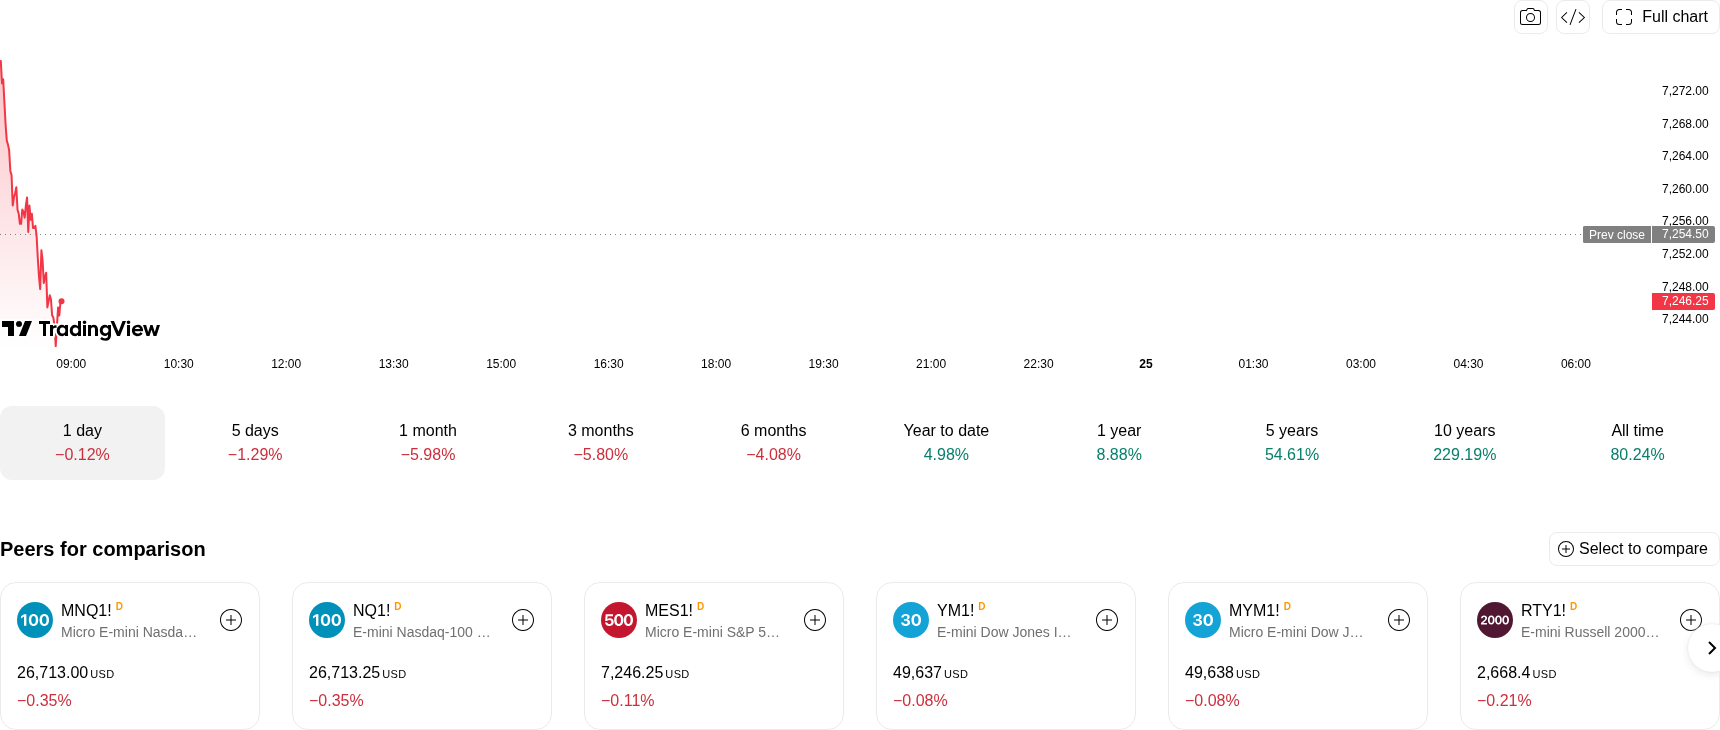 Full chart
7,272.00
7,268.00
7,264.00
7,260.00
7,256.00
Prev close 7,254.50
7,252.00
7,248.00
7,246.25
7,244.00
TradingView
09:00 10:30 12:00 13:30 15:00 16:30 18:00 19:30 21:00 22:30 25 01:30 03:00 04:30 06:00
1 day 5 days 1 month 3 months 6 months Year to date 1 year 5 years 10 years All time
−0.12% −1.29% −5.98% −5.80% −4.08% 4.98% 8.88% 54.61% 229.19% 80.24%
Peers for comparison
Select to compare
100
MNQ1! D
Micro E-mini Nasda…
26,713.00 USD
−0.35%
100
NQ1! D
E-mini Nasdaq-100 …
26,713.25 USD
−0.35%
500
MES1! D
Micro E-mini S&P 5…
7,246.25 USD
−0.11%
30
YM1! D
E-mini Dow Jones I…
49,637 USD
−0.08%
30
MYM1! D
Micro E-mini Dow J…
49,638 USD
−0.08%
2000
RTY1! D
E-mini Russell 2000…
2,668.4 USD
−0.21%